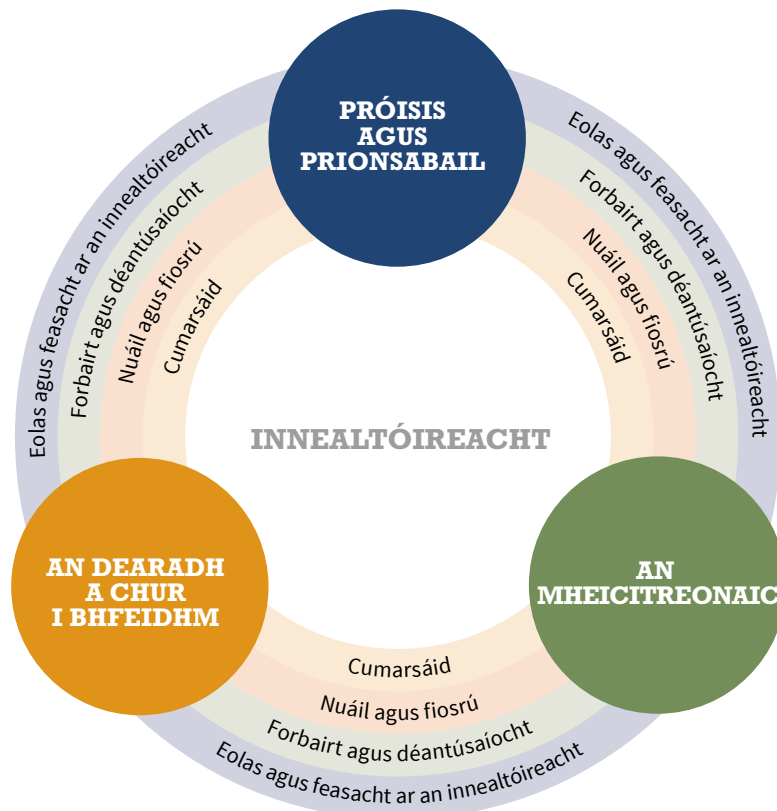 PRÓISIS
AGUS
PRIONSABAIL
Eolas agus feasacht ar an innealtóireacht
Forbairt agus déantúsaíocht
Nuáil agus fiosrú
Cumarsáid
Eolas agus feasacht ar an innealtóireacht
Forbairt agus déantúsaíocht
Nuáil agus fiosrú
Cumarsáid
INNEALTÓIREACHT
AN DEARADH
A CHUR
I BHFEIDHM
AN
MHEICITREONAIC
Cumarsáid
Nuáil agus fiosrú
Forbairt agus déantúsaíocht
Eolas agus feasacht ar an innealtóireacht